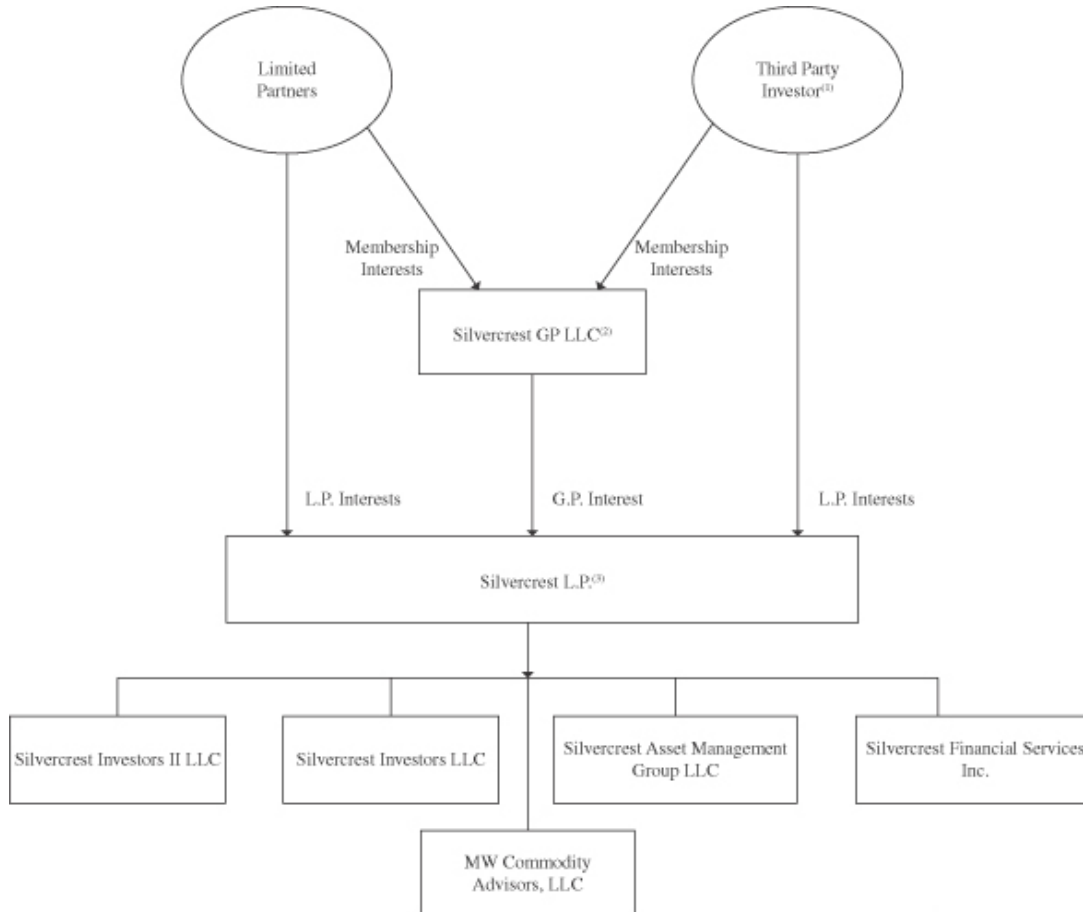 Limited
Partners
Third Party
Investor(1)
Membership
Interests
Membership
Interests
Silvercrest GP LLC(2)
L.P. Interests
G.P. Interest
L.P. Interests
Silvercrest L.P.(3)
Silvercrest Investors II LLC
Silvercrest Investors LLC
Silvercrest Asset Management
Group LLC
Silvercrest Financial Services
Inc.
MW Commodity
Advisors, LLC